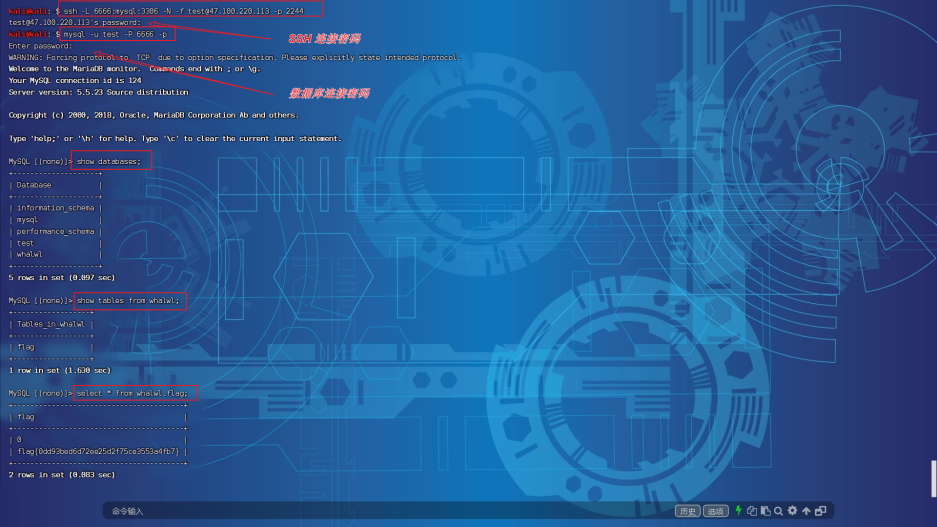 kali@kali: $ ssh -L 6666:mysql:3306 -N -f test@47.100.220.113 -p 2244
test@47.100.220.113's password:
kali@kali: $ mysql -u test -P 6666 -p
SSH 连接密码
Enter password:
WARNING: Forcing protocol to  TCP  due to option specification. Please explicitly state intended protocol.
Welcome to the MariaDB monitor.  Commands end with ; or \g.
Your MySQL connection id is 124
Server version: 5.5.23 Source distribution
数据库连接密码
Copyright (c) 2000, 2018, Oracle, MariaDB Corporation Ab and others.
Type 'help;' or '\h' for help. Type '\c' to clear the current input statement.
MySQL [(none)]> show databases;
+--------------------+
| Database           |
+--------------------+
| information_schema |
| mysql              |
| performance_schema |
| test               |
| whalwl             |
+--------------------+
5 rows in set (0.097 sec)
MySQL [(none)]> show tables from whalwl;
+------------------+
| Tables_in_whalwl |
+------------------+
| flag             |
+------------------+
1 row in set (1.630 sec)
MySQL [(none)]> select * from whalwl.flag;
+----------------------------------------+
| flag                                   |
+----------------------------------------+
| 0                                      |
| flag{0dd93bed6d72ee25d2f75ce3553a4fb7} |
+----------------------------------------+
2 rows in set (0.083 sec)
命令输入 历史 选项